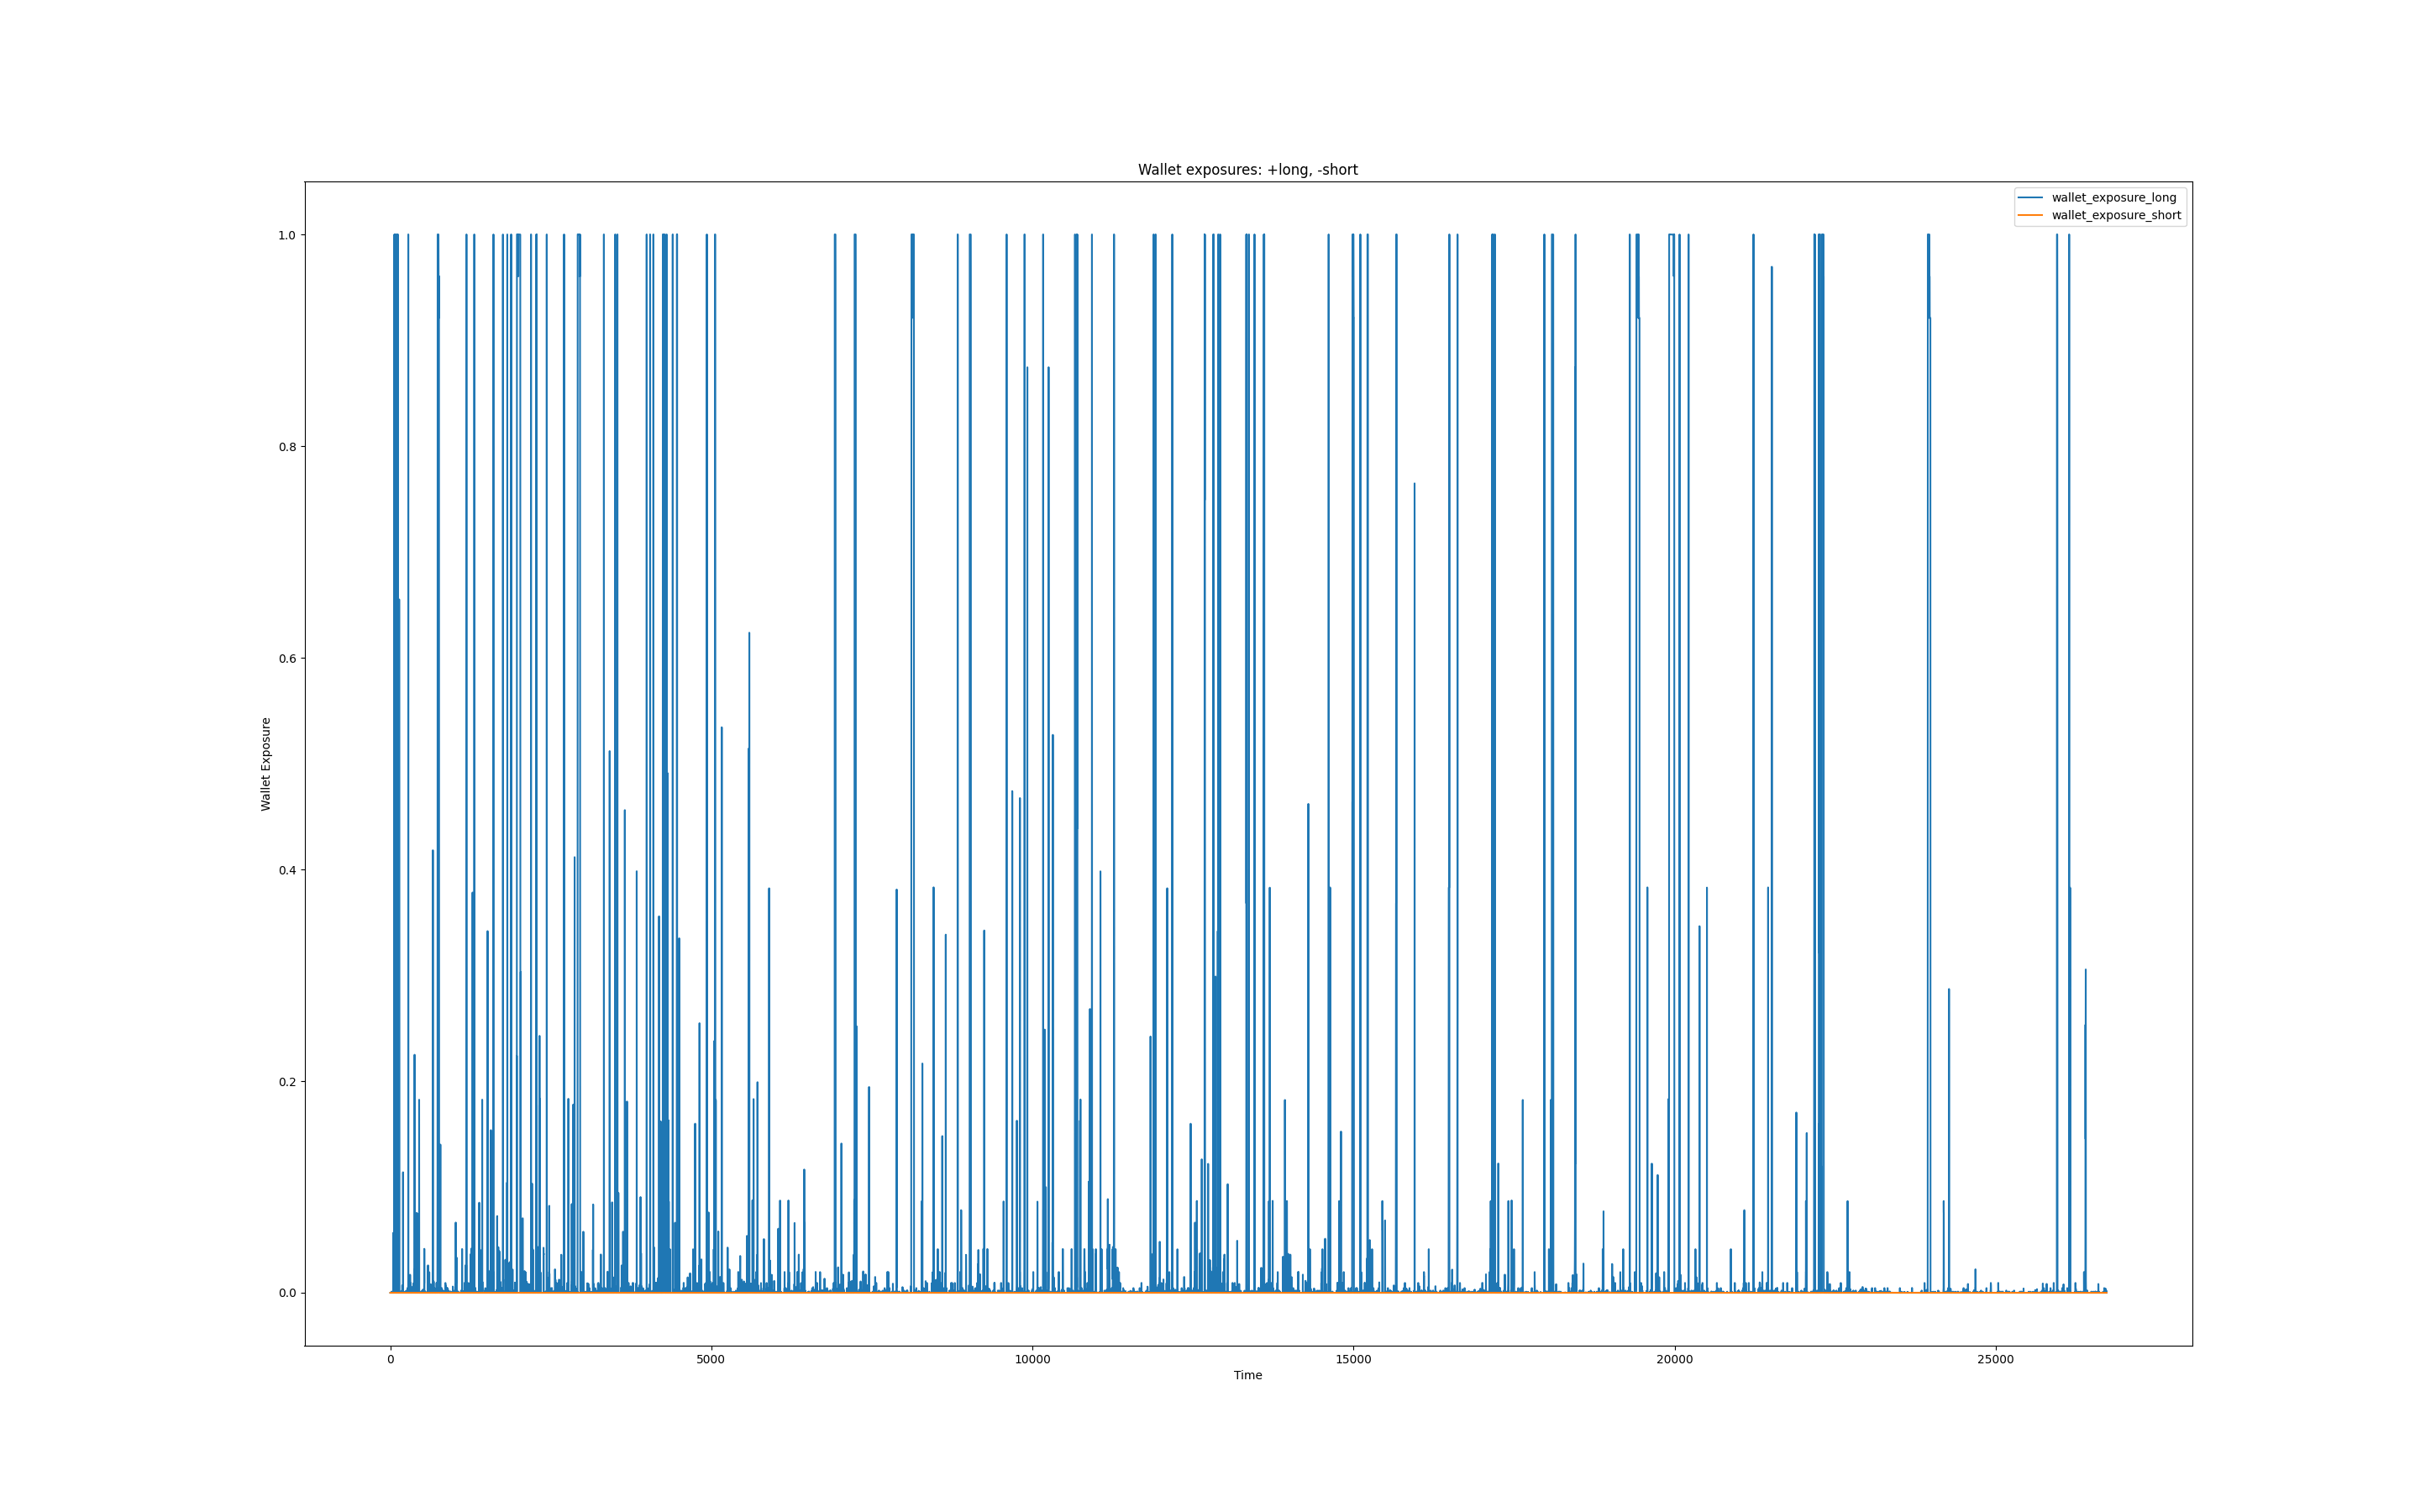 Wallet exposures: +long, -short
wallet_exposure_long
wallet_exposure_short
1.0
0.8
0.6
0.4
0.2
0.0
Wallet Exposure
0
5000
10000
15000
20000
25000
Time